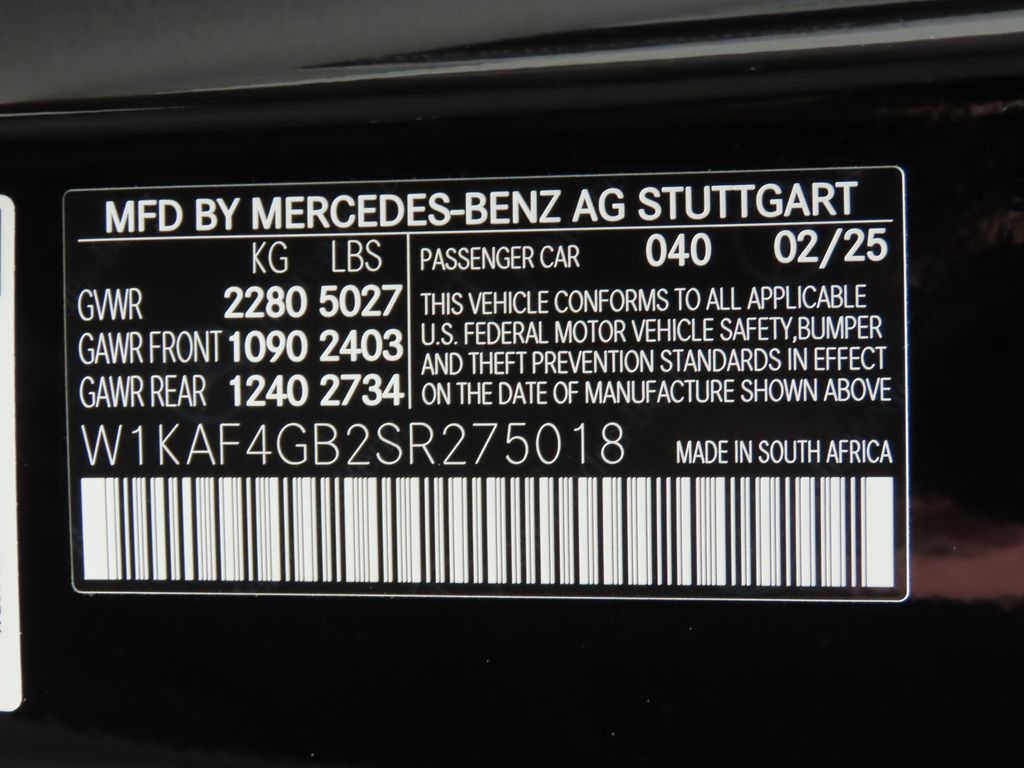 MFD BY MERCEDES-BENZ AG STUTTGART
KG LBS
GVWR 2280 5027
GAWR FRONT 1090 2403
GAWR REAR 1240 2734
PASSENGER CAR 040 02/25
THIS VEHICLE CONFORMS TO ALL APPLICABLE
U.S. FEDERAL MOTOR VEHICLE SAFETY,BUMPER
AND THEFT PREVENTION STANDARDS IN EFFECT
ON THE DATE OF MANUFACTURE SHOWN ABOVE
W1KAF4GB2SR275018 MADE IN SOUTH AFRICA